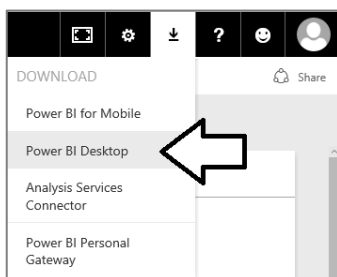 ?
DOWNLOAD
Share
Power BI for Mobile
Power BI Desktop
Analysis Services
Connector
Power BI Personal
Gateway